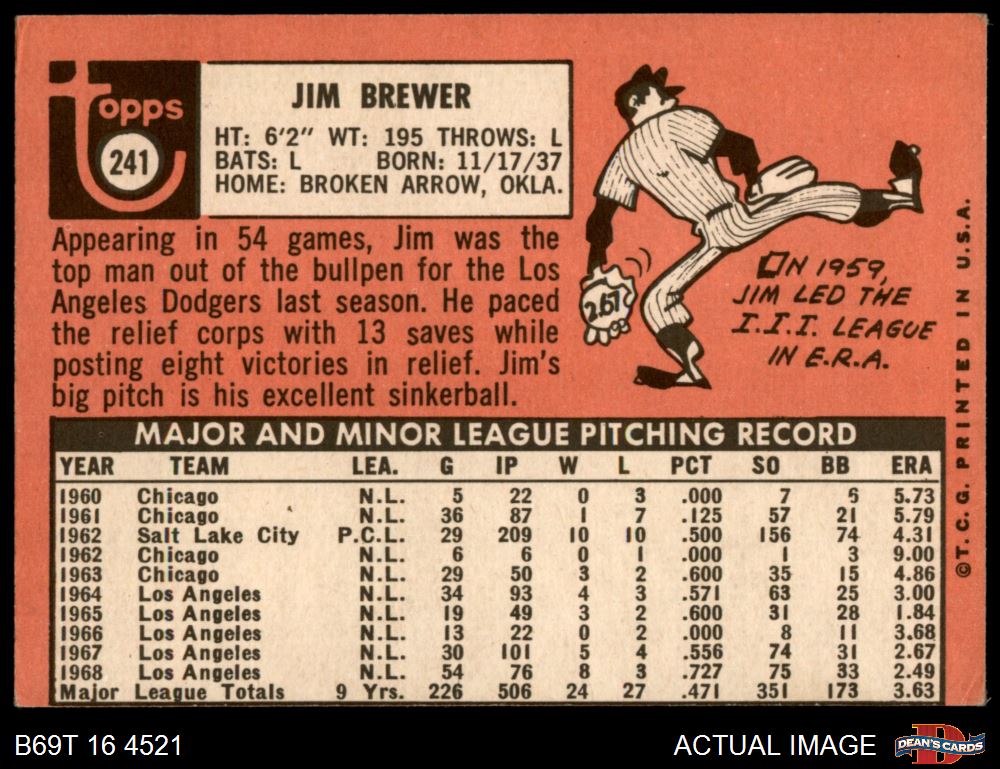 topps
241
JIM BREWER
HT: 6'2" WT: 195 THROWS: L
BATS: L BORN: 11/17/37
HOME: BROKEN ARROW, OKLA.
Appearing in 54 games, Jim was the
top man out of the bullpen for the Los
Angeles Dodgers last season. He paced
the relief corps with 13 saves while
posting eight victories in relief. Jim's
big pitch is his excellent sinkerball.
2.67
ON 1959,
JIM LED THE
I.I.I. LEAGUE
IN E.R.A.
©T.C.G. PRINTED IN U.S.A.
MAJOR AND MINOR LEAGUE PITCHING RECORD
YEAR TEAM LEA. G IP W L PCT SO BB ERA
1960 Chicago N.L. 5 22 0 3 .000 7 6 5.73
1961 Chicago N.L. 36 87 1 7 .125 57 21 5.79
1962 Salt Lake City P.C.L. 29 209 10 10 .500 156 74 4.31
1962 Chicago N.L. 6 6 0 1 .000 1 3 9.00
1963 Chicago N.L. 29 50 3 2 .600 35 15 4.86
1964 Los Angeles N.L. 34 93 4 3 .571 63 25 3.00
1965 Los Angeles N.L. 19 49 3 2 .600 31 28 1.84
1966 Los Angeles N.L. 13 22 0 2 .000 8 11 3.68
1967 Los Angeles N.L. 30 101 5 4 .556 74 31 2.67
1968 Los Angeles N.L. 54 76 8 3 .727 75 33 2.49
Major League Totals 9 Yrs. 226 506 24 27 .471 351 173 3.63
B69T 16 4521
ACTUAL IMAGE
D
DEAN'S CARDS